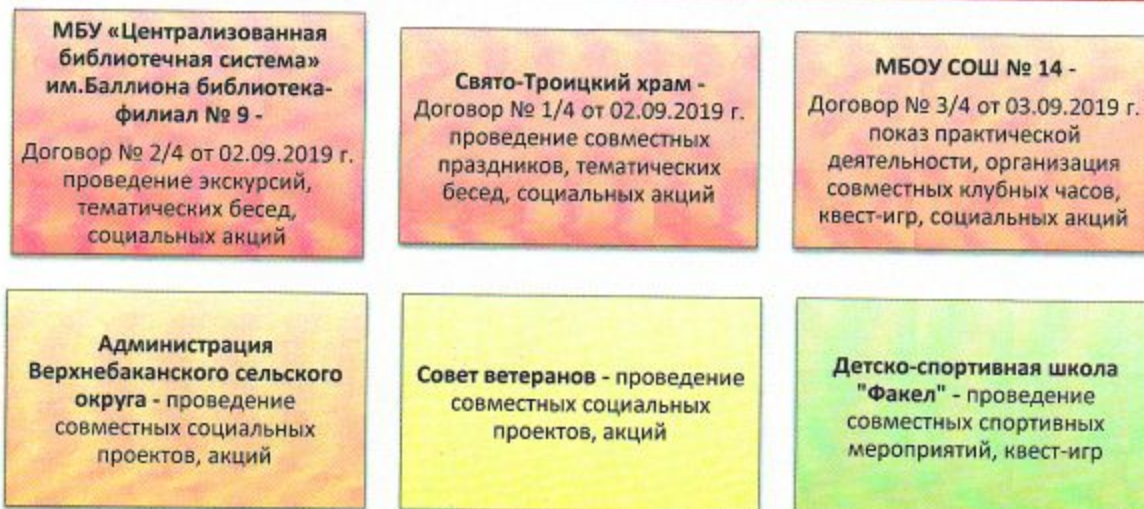 МБУ «Централизованная
библиотечная система»
им.Баллиона библиотека-
филиал № 9 -
Договор № 2/4 от 02.09.2019 г.
проведение экскурсий,
тематических бесед,
социальных акций
Свято-Троицкий храм -
Договор № 1/4 от 02.09.2019 г.
проведение совместных
праздников, тематических
бесед, социальных акций
МБОУ СОШ № 14 -
Договор № 3/4 от 03.09.2019 г.
показ практической
деятельности, организация
совместных клубных часов,
квест-игр, социальных акций
Администрация
Верхнебаканского сельского
округа - проведение
совместных социальных
проектов, акций
Совет ветеранов - проведение
совместных социальных
проектов, акций
Детско-спортивная школа
"Факел" - проведение
совместных спортивных
мероприятий, квест-игр